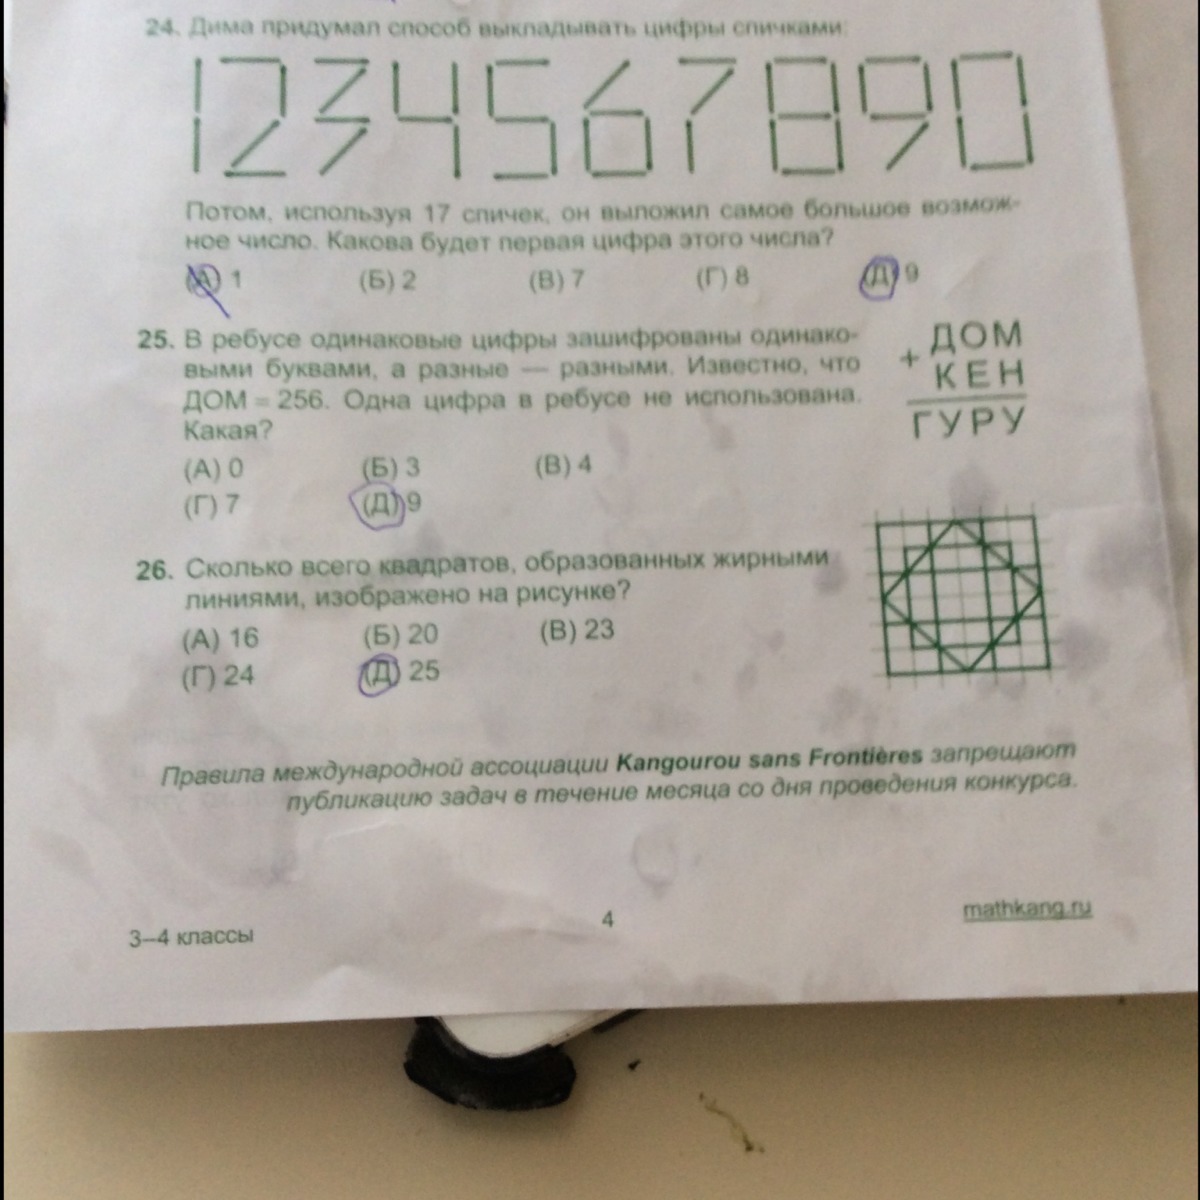 24. Дима придумал способ выкладывать цифры спичками:
1234567890
Потом, используя 17 спичек, он выложил самое большое возмож-
ное число. Какова будет первая цифра этого числа?
(А) 1 (Б) 2 (В) 7 (Г) 8 (Д) 9
25. В ребусе одинаковые цифры зашифрованы одинако-
выми буквами, а разные — разными. Известно, что
ДОМ = 256. Одна цифра в ребусе не использована.
Какая?
ДОМ
+ КЕН
ГУРУ
(А) 0 (Б) 3 (В) 4
(Г) 7 (Д) 9
26. Сколько всего квадратов, образованных жирными
линиями, изображено на рисунке?
(А) 16 (Б) 20 (В) 23
(Г) 24 (Д) 25
Правила международной ассоциации Kangourou sans Frontières запрещают
публикацию задач в течение месяца со дня проведения конкурса.
3–4 классы 4 mathkang.ru